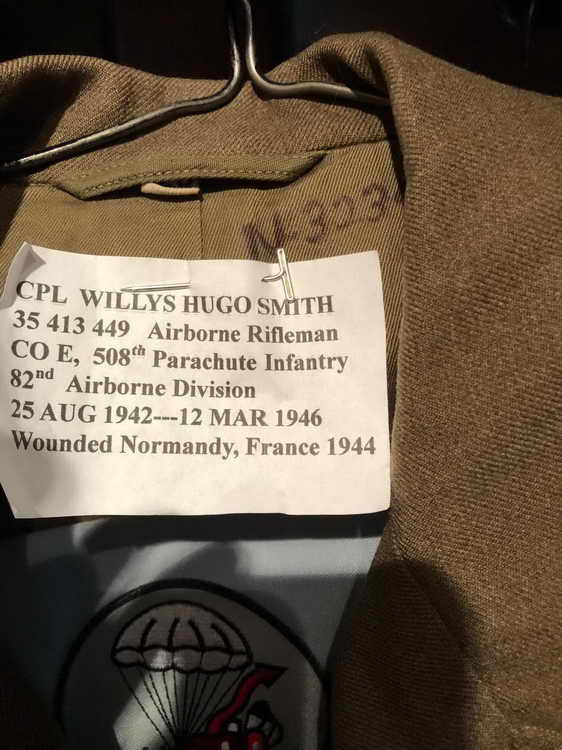 CPL WILLYS HUGO SMITH
35 413 449 Airborne Rifleman
CO E, 508th Parachute Infantry
82nd Airborne Division
25 AUG 1942---12 MAR 1946
Wounded Normandy, France 1944